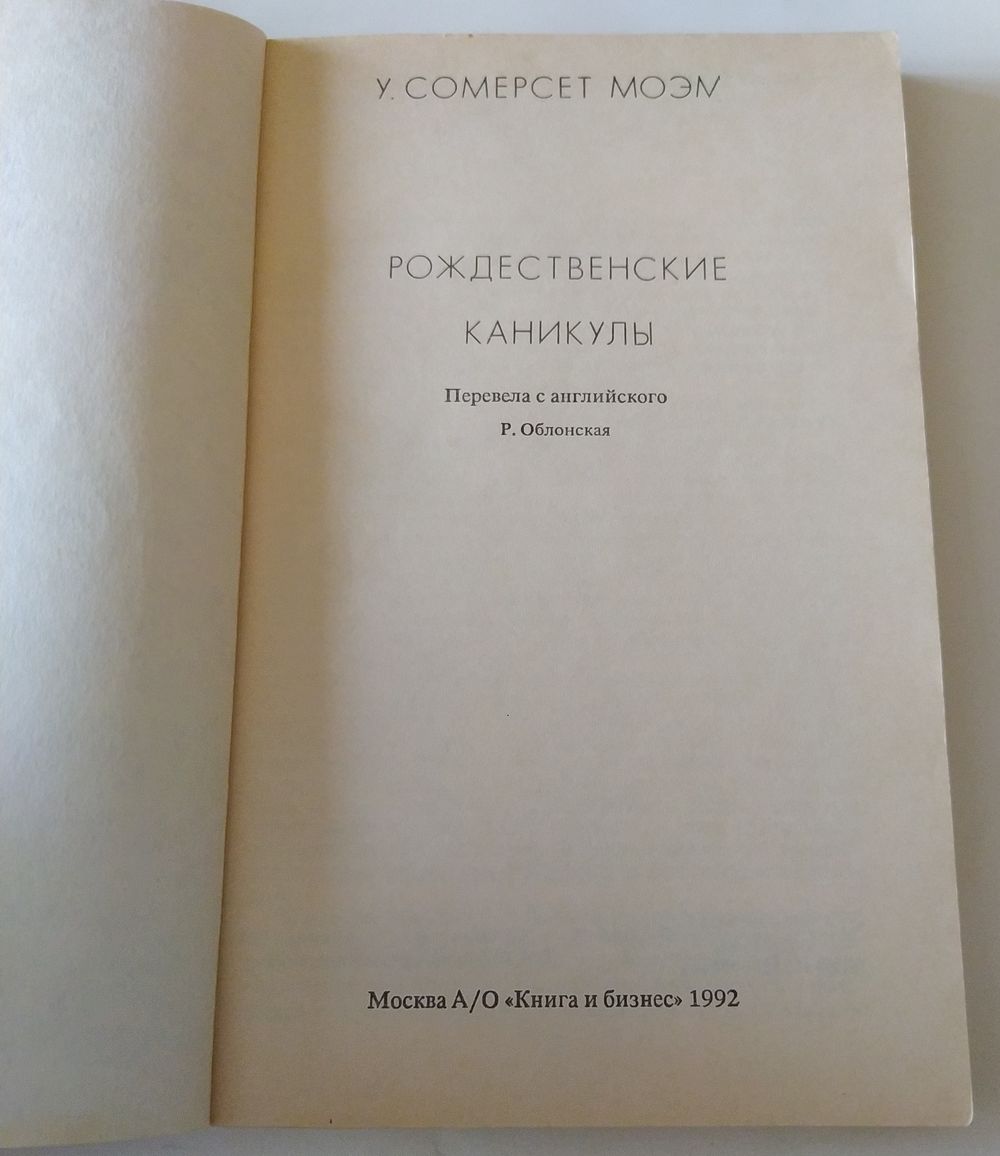 У. СОМЕРСЕТ МОЭМ
РОЖДЕСТВЕНСКИЕ
КАНИКУЛЫ
Перевела с английского
Р. Облонская
Москва А/О «Книга и бизнес» 1992